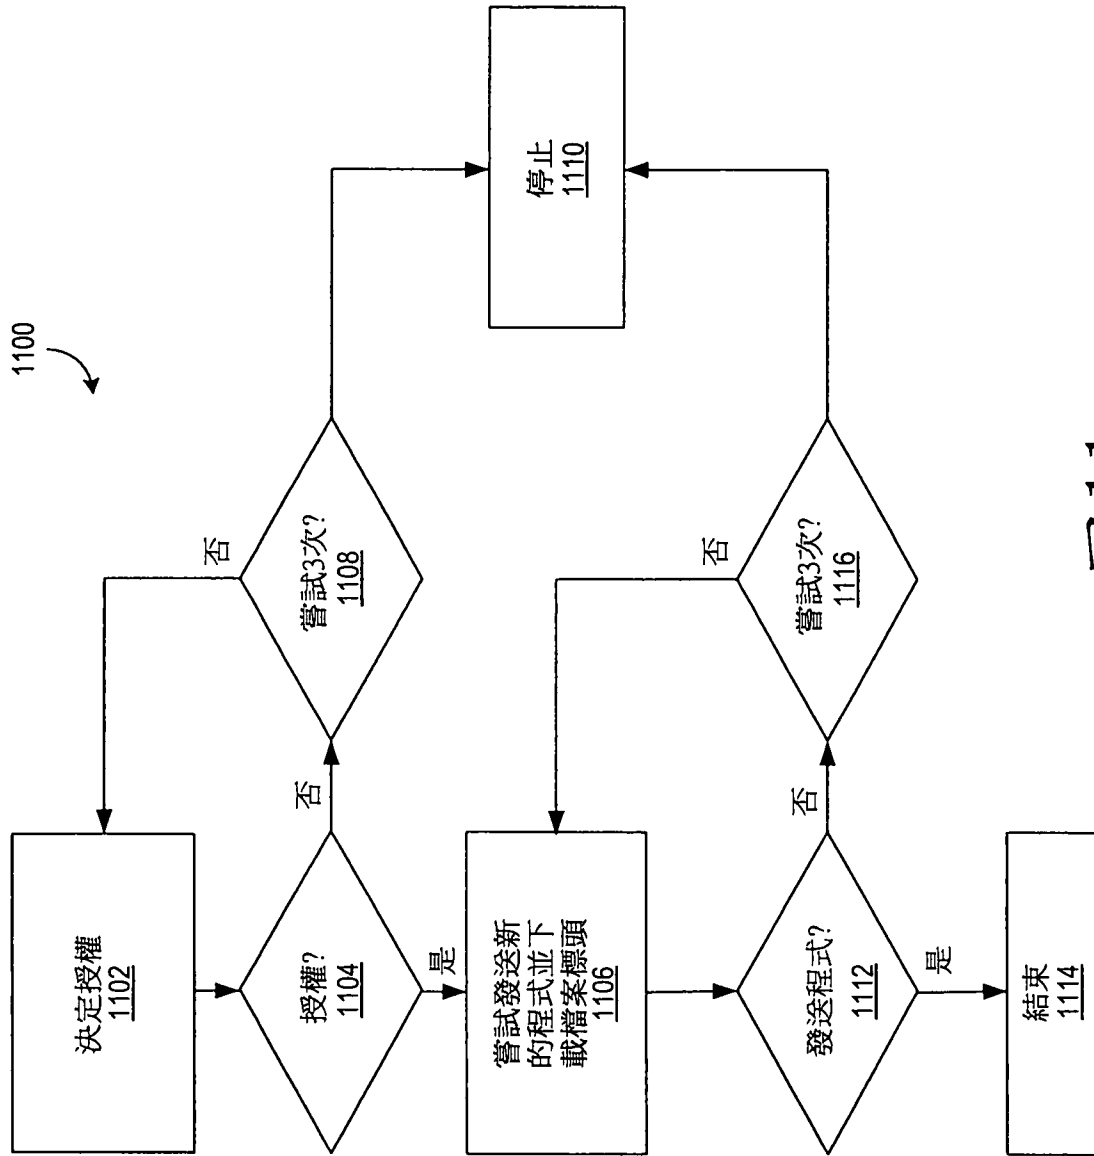 1100
決定授權
1102
授權?
1104
否
是
嘗試3次?
1108
否
停止
1110
嘗試發送新
的程式並下
載檔案標頭
1106
發送程式?
1112
否
是
嘗試3次?
1116
否
結束
1114